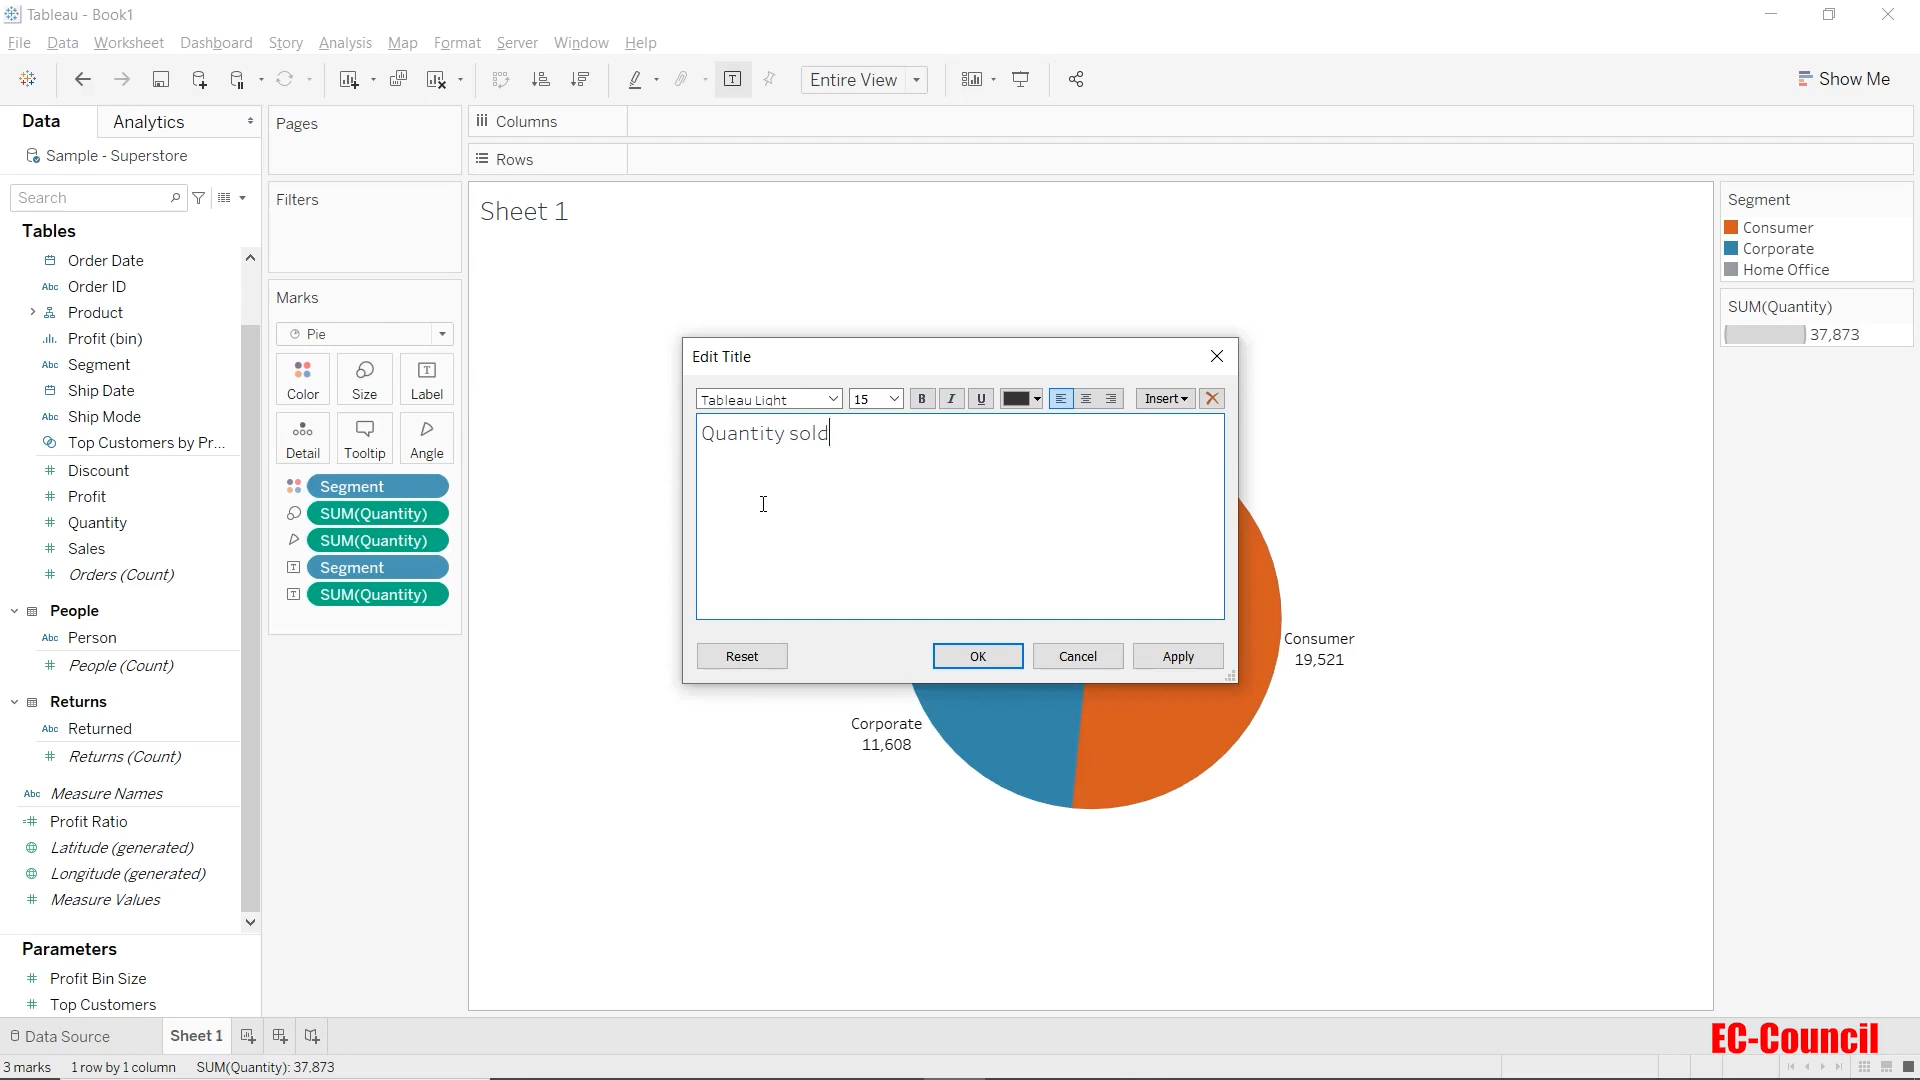 Tableau - Book1
File Data Worksheet Dashboard Story Analysis Map Format Server Window Help
Entire View
Show Me
Data
Analytics
Sample - Superstore
Search
Tables
Order Date
Abc Order ID
Product
Profit (bin)
Abc Segment
Ship Date
Abc Ship Mode
Top Customers by Pr...
# Discount
# Profit
# Quantity
# Sales
# Orders (Count)
People
Abc Person
# People (Count)
Returns
Abc Returned
# Returns (Count)
Abc Measure Names
=# Profit Ratio
Latitude (generated)
Longitude (generated)
# Measure Values
Parameters
# Profit Bin Size
# Top Customers
Pages
Filters
Marks
Pie
Color
Size
T
Label
Detail
Tooltip
Angle
Segment
SUM(Quantity)
SUM(Quantity)
T Segment
T SUM(Quantity)
Columns
Rows
Sheet 1
Edit Title
Tableau Light
15
B I U
Insert
Quantity sold
Reset
OK
Cancel
Apply
Consumer
19,521
Corporate
11,608
Segment
Consumer
Corporate
Home Office
SUM(Quantity)
37,873
Data Source
Sheet 1
EC-Council
3 marks 1 row by 1 column SUM(Quantity): 37,873